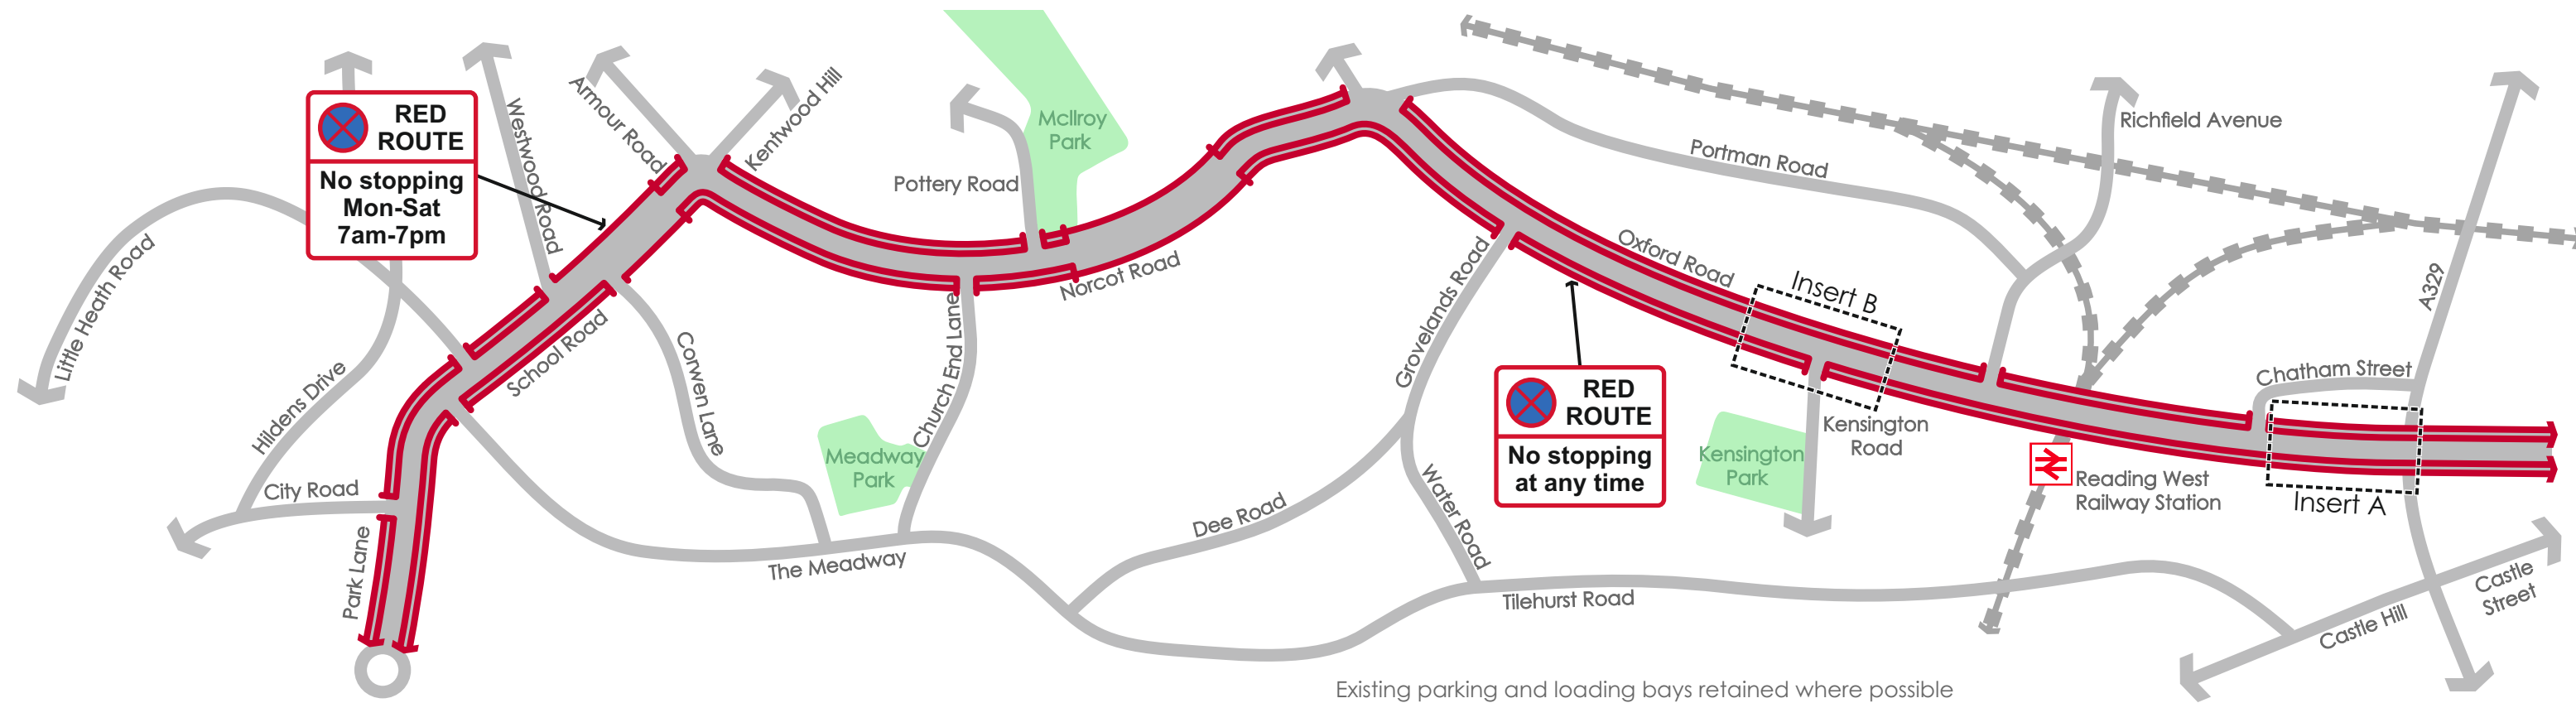 RED
ROUTE
No stopping
Mon-Sat
7am-7pm
Little Heath Road
Hildens Drive
City Road
Park Lane
School Road
Westwood Road
Armour Road
Kentwood Hill
Corwen Lane
Pottery Road
McIlroy
Park
Norcot Road
Church End Lane
Meadway
Park
The Meadway
Dee Road
Grovelands Road
Water Road
Tilehurst Road
Oxford Road
Portman Road
RED
ROUTE
No stopping
at any time
Insert B
Kensington
Road
Kensington
Park
Richfield Avenue
Reading West
Railway Station
Chatham Street
A329
Insert A
Castle Hill
Castle
Street
Existing parking and loading bays retained where possible